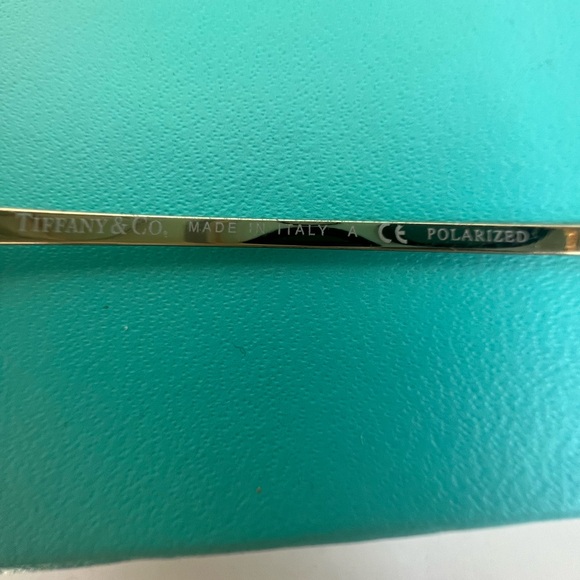 TIFFANY & CO. MADE IN ITALY A CE POLARIZED